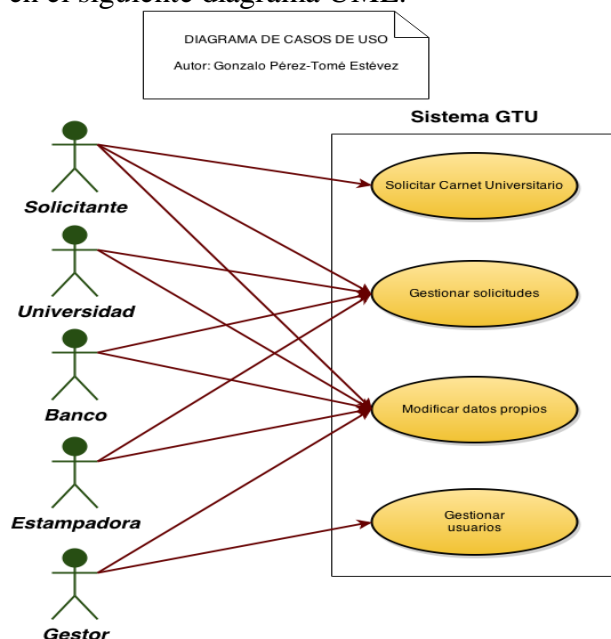 en el siguiente diagrama UML:
DIAGRAMA DE CASOS DE USO
Autor: Gonzalo Pérez-Tomé Estévez
Sistema GTU
Solicitante
Solicitar Carnet Universitario
Universidad
Gestionar solicitudes
Banco
Modificar datos propios
Estampadora
Gestionar
usuarios
Gestor